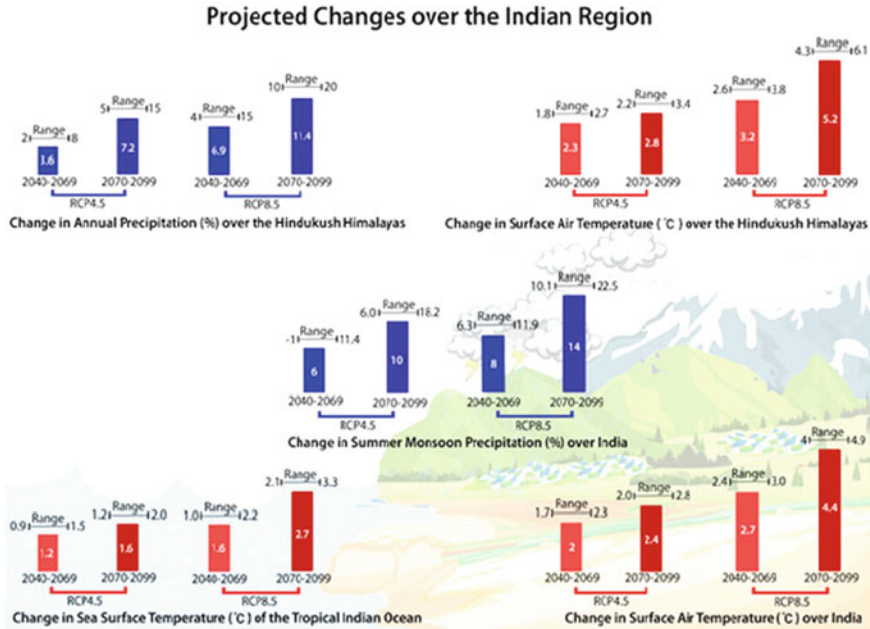 Projected Changes over the Indian Region
Range
2 8
3.6
2040-2069
Range
5 15
7.2
2070-2099
RCP4.5
Range
4 15
6.9
2040-2069
Range
10 20
11.4
2070-2099
RCP8.5
Change in Annual Precipitation (%) over the Hindukush Himalayas
Range
1.8 2.7
2.3
2040-2069
Range
2.2 3.4
2.8
2070-2099
RCP4.5
Range
2.6 3.8
3.2
2040-2069
Range
4.3 6.1
5.2
2070-2099
RCP8.5
Change in Surface Air Temperature (°C) over the Hindukush Himalayas
Range
-1 11.4
6
2040-2069
Range
6.0 18.2
10
2070-2099
RCP4.5
Range
6.3 11.9
8
2040-2069
Range
10.1 22.5
14
2070-2099
RCP8.5
Change in Summer Monsoon Precipitation (%) over India
Range
0.9 1.5
1.2
2040-2069
Range
1.2 2.0
1.6
2070-2099
RCP4.5
Range
1.0 2.2
1.6
2040-2069
Range
2.1 3.3
2.7
2070-2099
RCP8.5
Change in Sea Surface Temperature (°C) of the Tropical Indian Ocean
Range
1.7 2.3
2
2040-2069
Range
2.0 2.8
2.4
2070-2099
RCP4.5
Range
2.4 3.0
2.7
2040-2069
Range
4 4.9
4.4
2070-2099
RCP8.5
Change in Surface Air Temperature (°C) over India